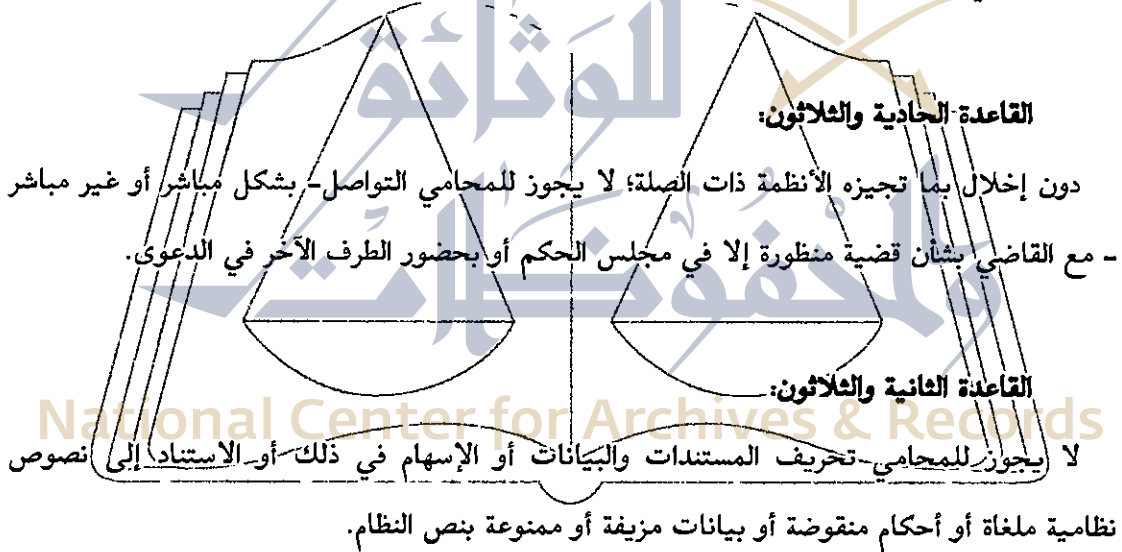 القاعدة الحادية والثلاثون:
دون إخلال بما تجيزه الأنظمة ذات الصلة؛ لا يجوز للمحامي التواصل- بشكل مباشر أو غير مباشر
- مع القاضي بشأن قضية منظورة إلا في مجلس الحكم أو بحضور الطرف الآخر في الدعوى.
القاعدة الثانية والثلاثون:
لا يجوز للمحامي تحريف المستندات والبيانات أو الإسهام في ذلك أو الاستناد إلى نصوص
نظامية ملغاة أو أحكام منقوضة أو بيانات مزيفة أو ممنوعة بنص النظام.
للوثائق
والمحفوظات
National Center for Archives & Records